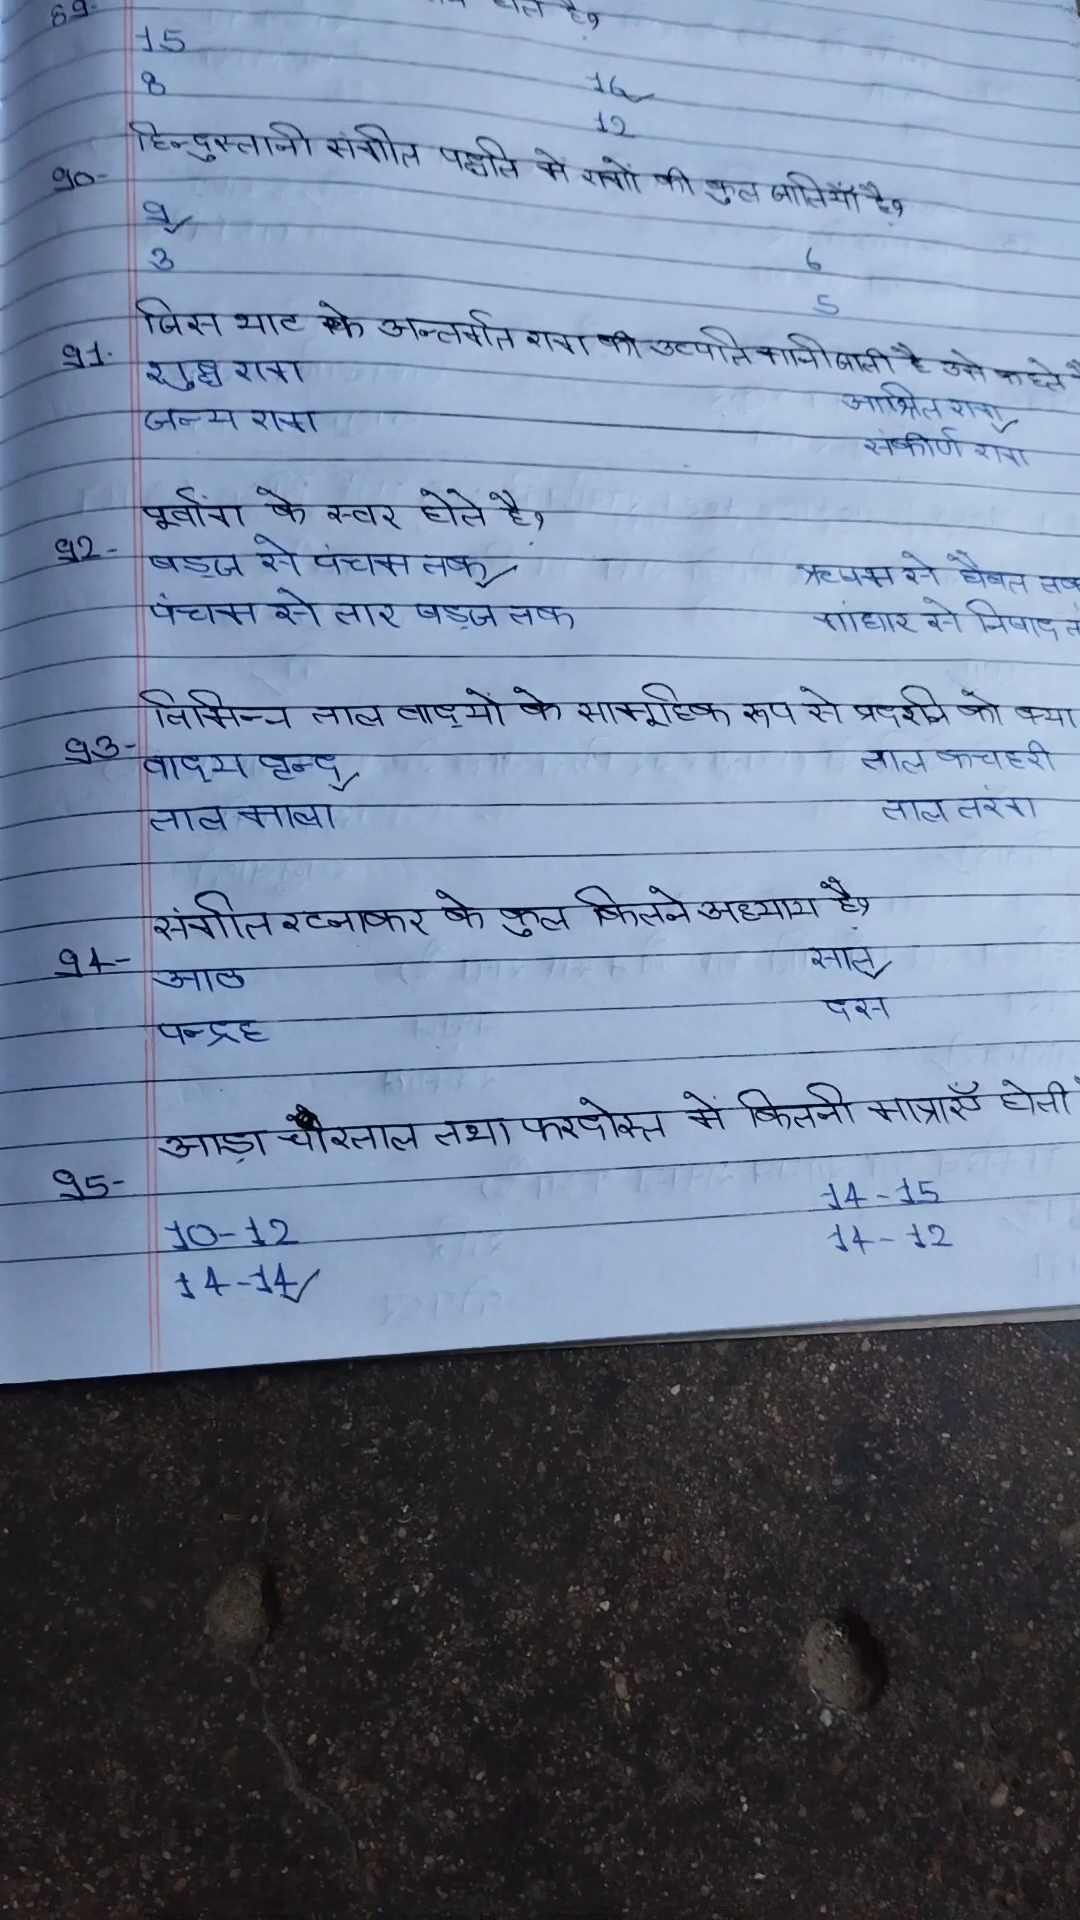 89.
होते है?
15
8
16✓
12
90- हिन्दुस्तानी संगीत पद्धति में रागों की कुल जातियाँ है?
9✓
3
6
5
91. जिस थाट के अन्तर्गत राग की उत्पति मानी जाती है उसे कहते
शुद्ध राग
जन्य राग
आश्रित राग✓
संकीर्ण राग
92- पूर्वांग के स्वर होते है?
षड्ज से पंचम तक✓
पंचम से तार षड्ज तक
ऋषभ से धैवत तक
गांधार से निषाद
93- विभिन्न ताल वाद्यों के सामूहिक रूप से प्रदर्शन को क्या
वाद्य वृन्द✓
ताल माला
ताल कचहरी
ताल तरंग
94- संगीत रत्नाकर के कुल कितने अध्याय है?
आठ
पन्द्रह
सात✓
दस
95- आड़ा चौरताल तथा फरदोस्त में कितनी मात्राएँ होती
10-12
14-14✓
14-15
14-12